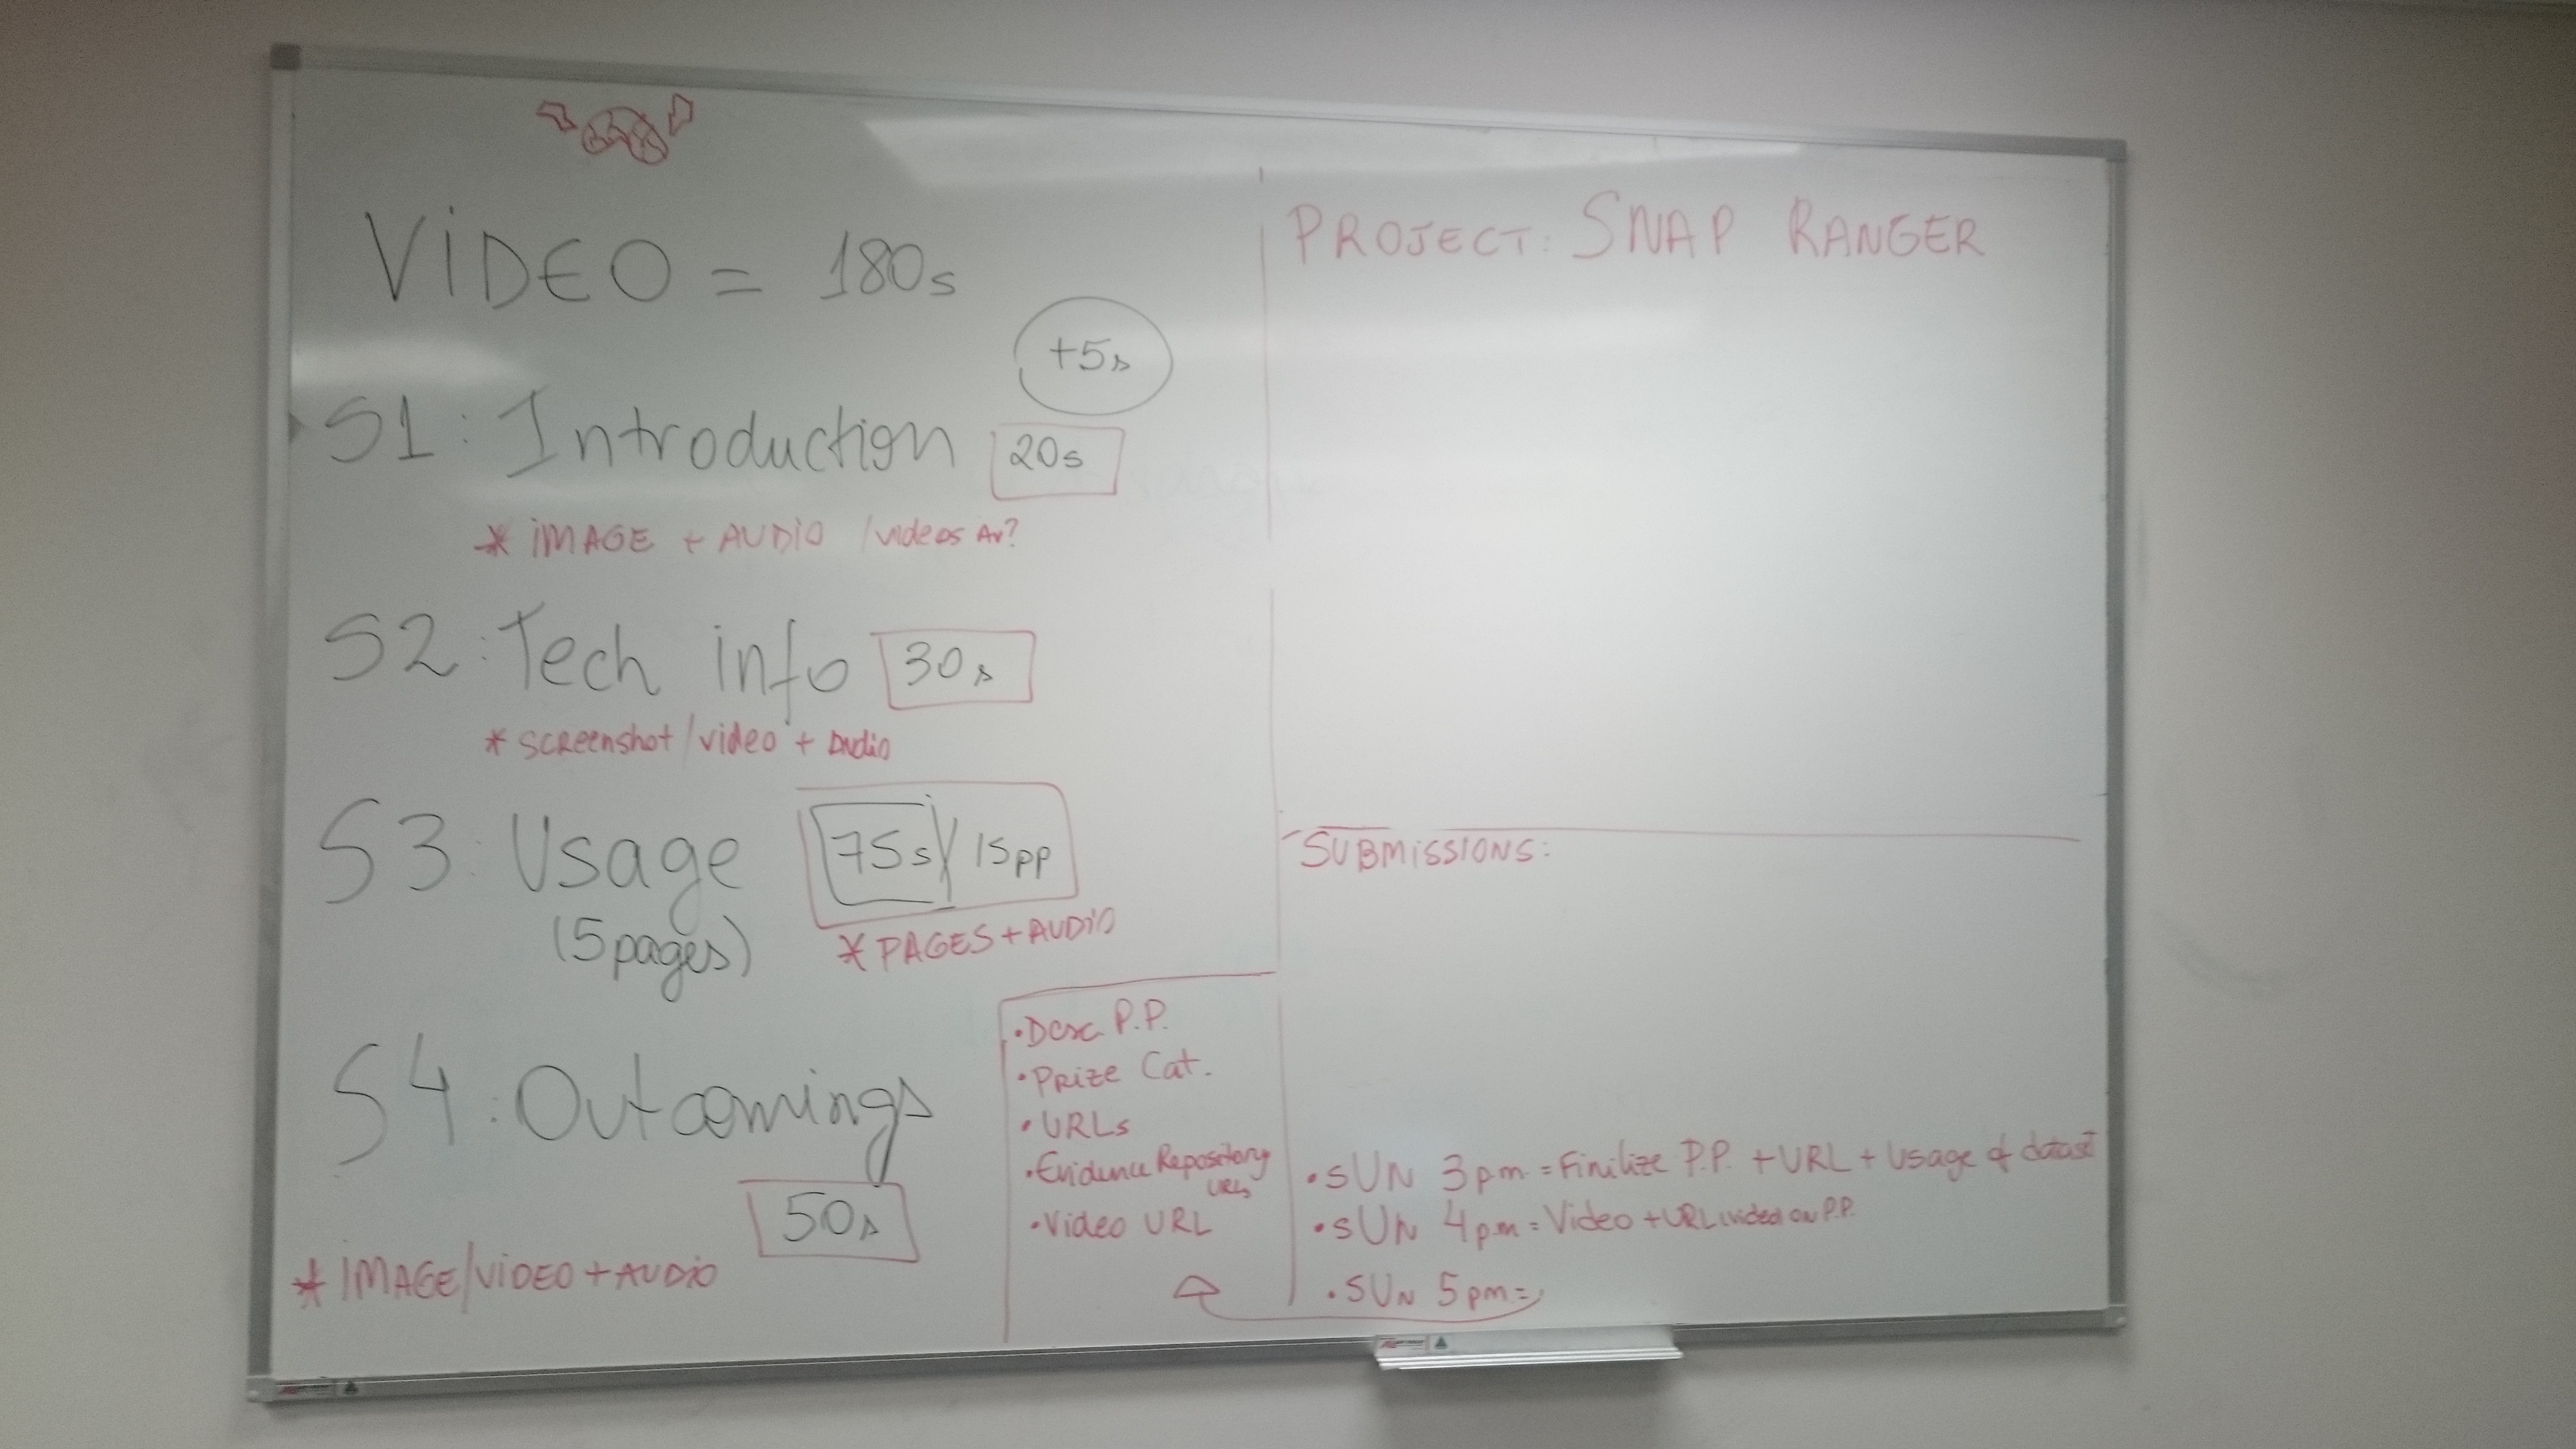 VIDEO = 180s
+5s
S1: Introduction 20s
* IMAGE + AUDIO /videos Av?
S2: Tech info 30s
* screenshot/video + Audio
S3: Usage 75s / 15pp
(5pages)
* PAGES + AUDIO
S4: Outcomings
50s
* IMAGE/VIDEO + AUDIO
• Desc. P.P.
• Prize Cat.
• URLs
• Evidence Repository
URLs
• Video URL
PROJECT: SNAP RANGER
SUBMISSIONS:
• SUN 3pm = Finilize P.P. + URL + Usage of dataset
• SUN 4pm = Video + URL video on P.P.
• SUN 5pm =